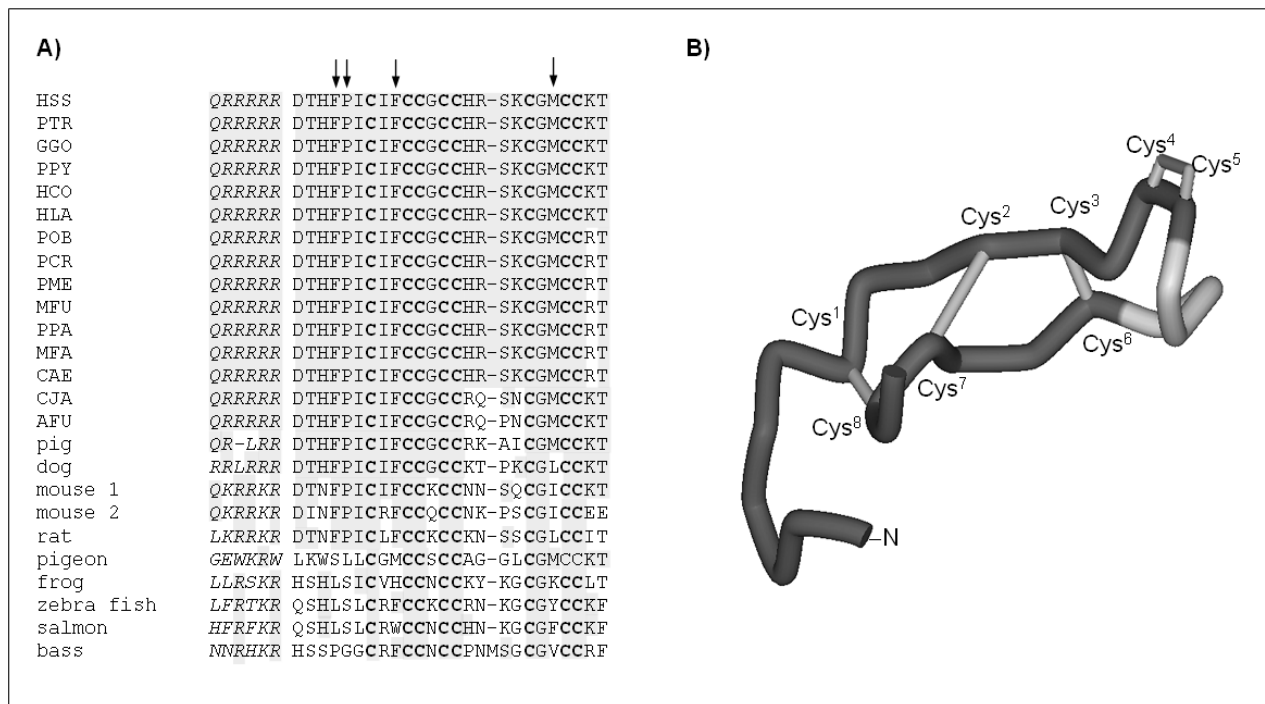 A)
HSS QRRRRR DTHFPICIFCCGCCHR-SKCGMCCKT
PTR QRRRRR DTHFPICIFCCGCCHR-SKCGMCCKT
GGO QRRRRR DTHFPICIFCCGCCHR-SKCGMCCKT
PPY QRRRRR DTHFPICIFCCGCCHR-SKCGMCCKT
HCO QRRRRR DTHFPICIFCCGCCHR-SKCGMCCKT
HLA QRRRRR DTHFPICIFCCGCCHR-SKCGMCCKT
POB QRRRRR DTHFPICIFCCGCCHR-SKCGMCCRT
PCR QRRRRR DTHFPICIFCCGCCHR-SKCGMCCRT
PME QRRRRR DTHFPICIFCCGCCHR-SKCGMCCRT
MFU QRRRRR DTHFPICIFCCGCCHR-SKCGMCCRT
PPA QRRRRR DTHFPICIFCCGCCHR-SKCGMCCRT
MFA QRRRRR DTHFPICIFCCGCCHR-SKCGMCCRT
CAE QRRRRR DTHFPICIFCCGCCHR-SKCGMCCRT
CJA QRRRRR DTHFPICIFCCGCCRQ-SNCGMCCKT
AFU QRRRRR DTHFPICIFCCGCCRQ-PNCGMCCKT
pig QR-LRR DTHFPICIFCCGCCRK-AICGMCCKT
dog RRLRRR DTHFPICIFCCGCCKT-PKCGLCCKT
mouse 1 QKRRKR DTNFPICIFCCKCCNN-SQCGICCKT
mouse 2 QKRRKR DINFPICRFCCQCCNK-PSCGICCEE
rat LKRRKR DTNFPICLFCCKCCKN-SSCGLCCIT
pigeon GEWKRW LKWSLLCGMCCSCCAG-GLCGMCCKT
frog LLRSKR HSHLSICVHCCNCCKY-KGCGKCCLT
zebra fish LFRTKR QSHLSLCRFCCKCCRN-KGCGYCCKF
salmon HFRFKR QSHLSLCRWCCNCCHN-KGCGFCCKF
bass NNRHKR HSSPGGCRFCCNCCPNMSGCGVCCRF
B)
Cys4
Cys5
Cys2
Cys3
Cys1
Cys6
Cys7
Cys8
N